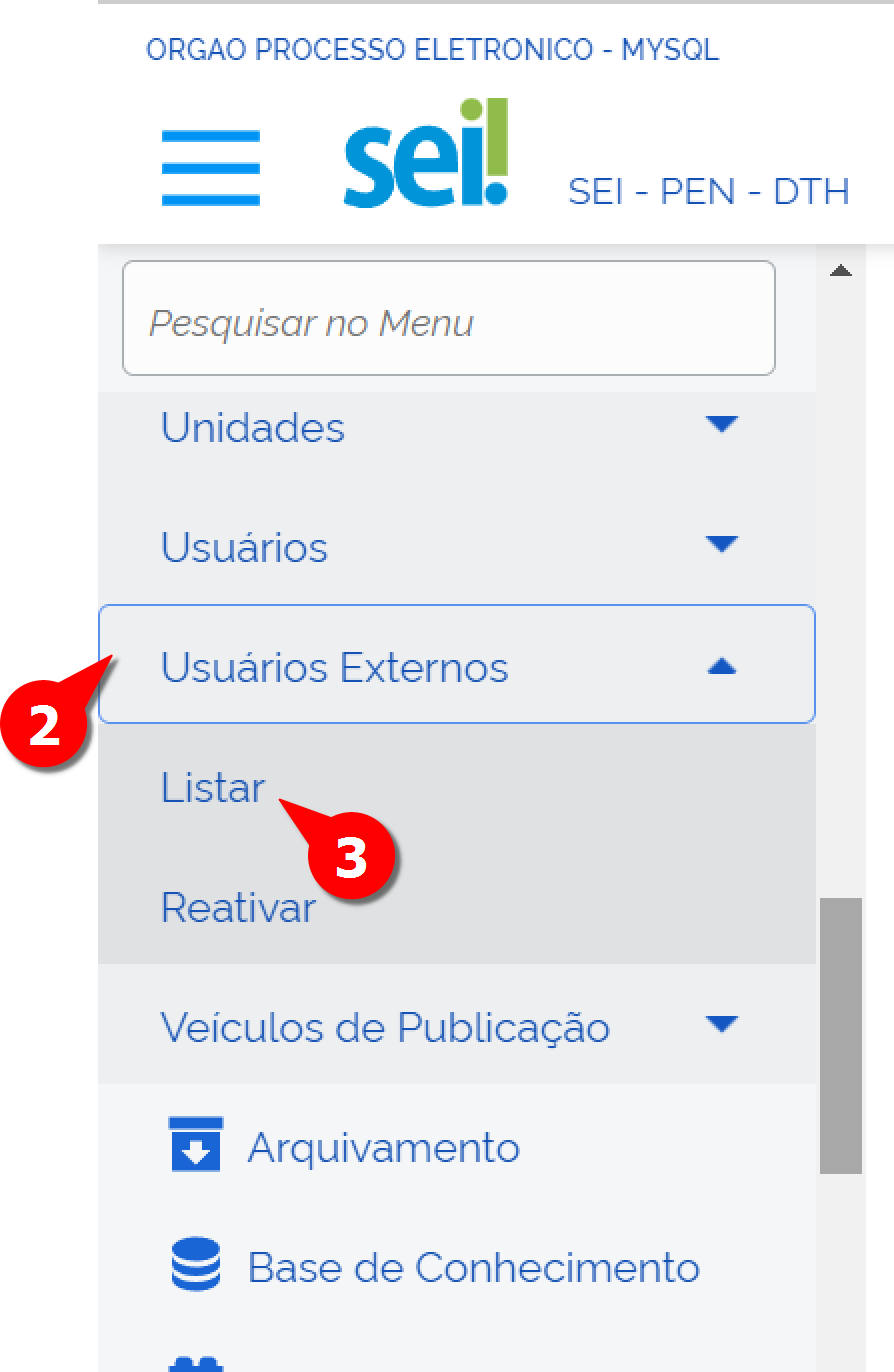 ORGAO PROCESSO ELETRONICO - MYSQL
sei!
SEI - PEN - DTH
Pesquisar no Menu
Unidades
Usuários
Usuários Externos
2
Listar
3
Reativar
Veículos de Publicação
Arquivamento
Base de Conhecimento